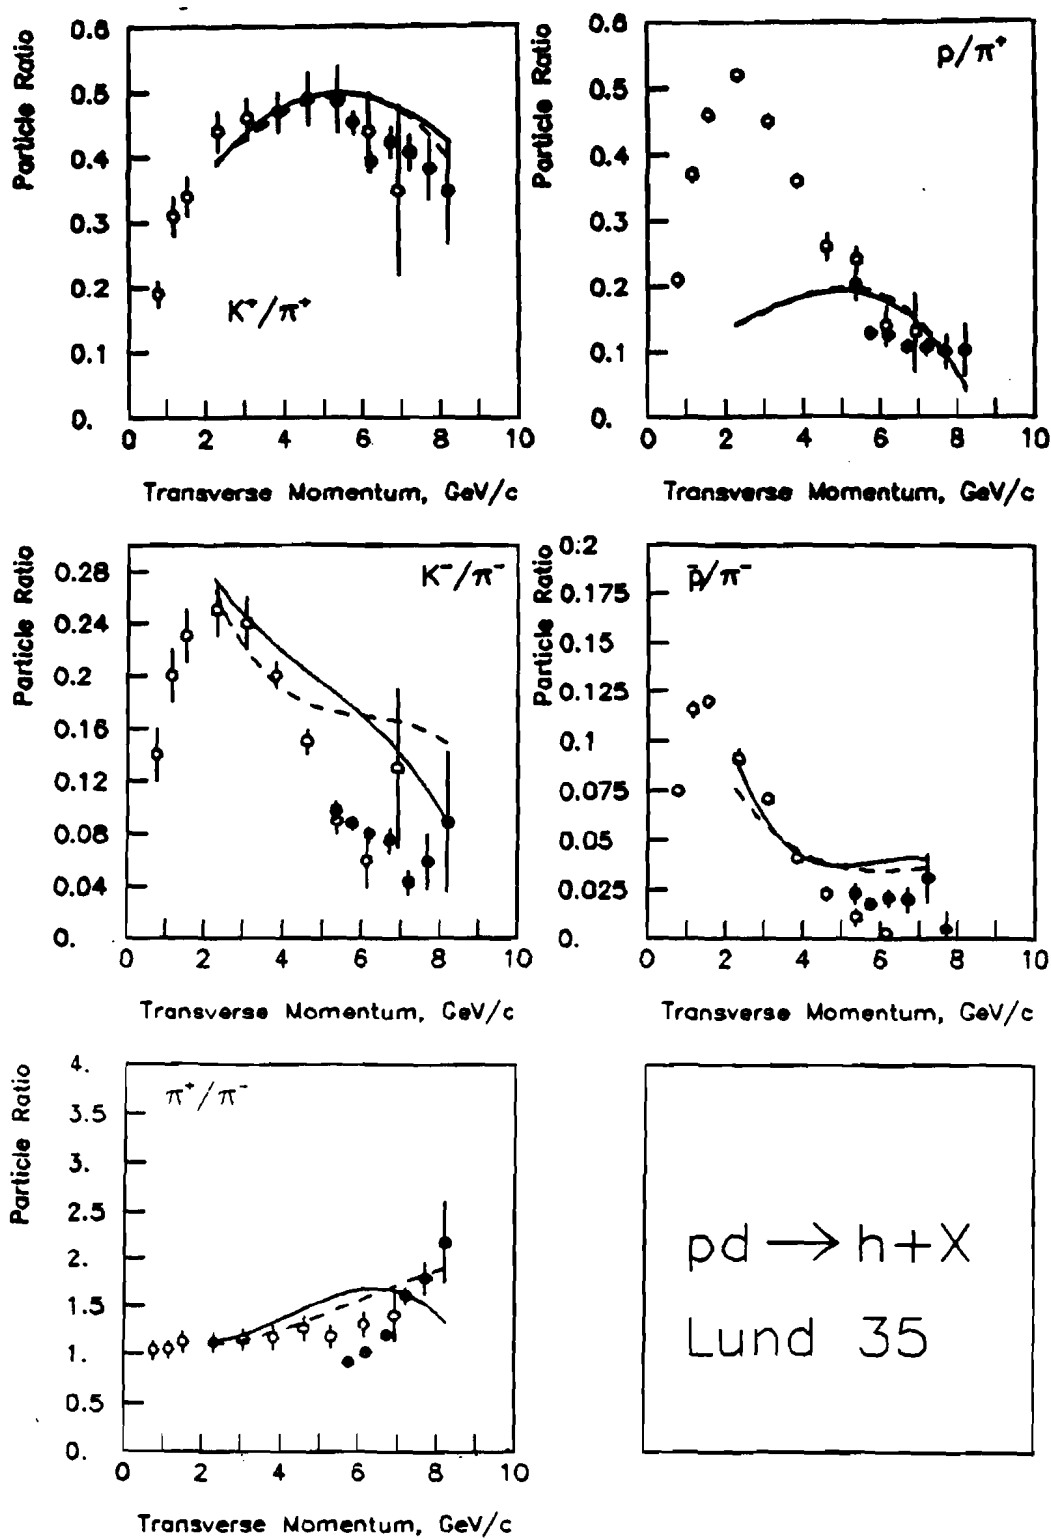 Particle Ratio
0.6
0.5
0.4
0.3
0.2
0.1
0.
K⁺/π⁺
0 2 4 6 8 10
Transverse Momentum, GeV/c
Particle Ratio
0.6
0.5
0.4
0.3
0.2
0.1
0.
p/π⁺
0 2 4 6 8 10
Transverse Momentum, GeV/c
Particle Ratio
0.28
0.24
0.2
0.16
0.12
0.08
0.04
0.
K⁻/π⁻
0 2 4 6 8 10
Transverse Momentum, GeV/c
Particle Ratio
0.2
0.175
0.15
0.125
0.1
0.075
0.05
0.025
0.
p̄/π⁻
0 2 4 6 8 10
Transverse Momentum, GeV/c
Particle Ratio
4.
3.5
3.
2.5
2.
1.5
1.
0.5
0.
π⁺/π⁻
0 2 4 6 8 10
Transverse Momentum, GeV/c
pd → h+X
Lund 35